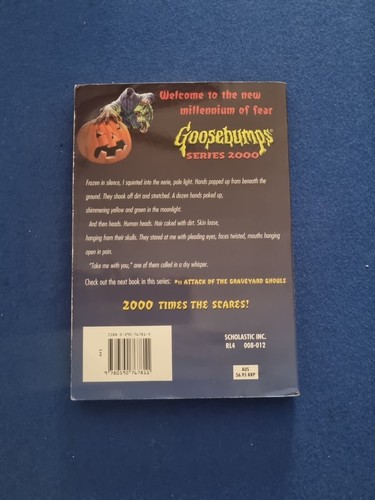 Welcome to the new
millennium of fear
Goosebumps
SERIES 2000
Frozen in silence, I squinted into the eerie, pale light. Hands popped up from beneath the
ground. They shook off dirt and stretched. A dozen hands poked up,
shimmering yellow and green in the moonlight.
And then heads. Human heads. Hair caked with dirt. Skin loose,
hanging from their skulls. They stared at me with pleading eyes, faces twisted, mouths hanging
open in pain.
"Take me with you," one of them called in a dry whisper.
Check out the next book in this series: #11 ATTACK OF THE GRAVEYARD GHOULS
2000 TIMES THE SCARES!
SCHOLASTIC INC.
RL4 008-012
AUS
$6.95 RRP